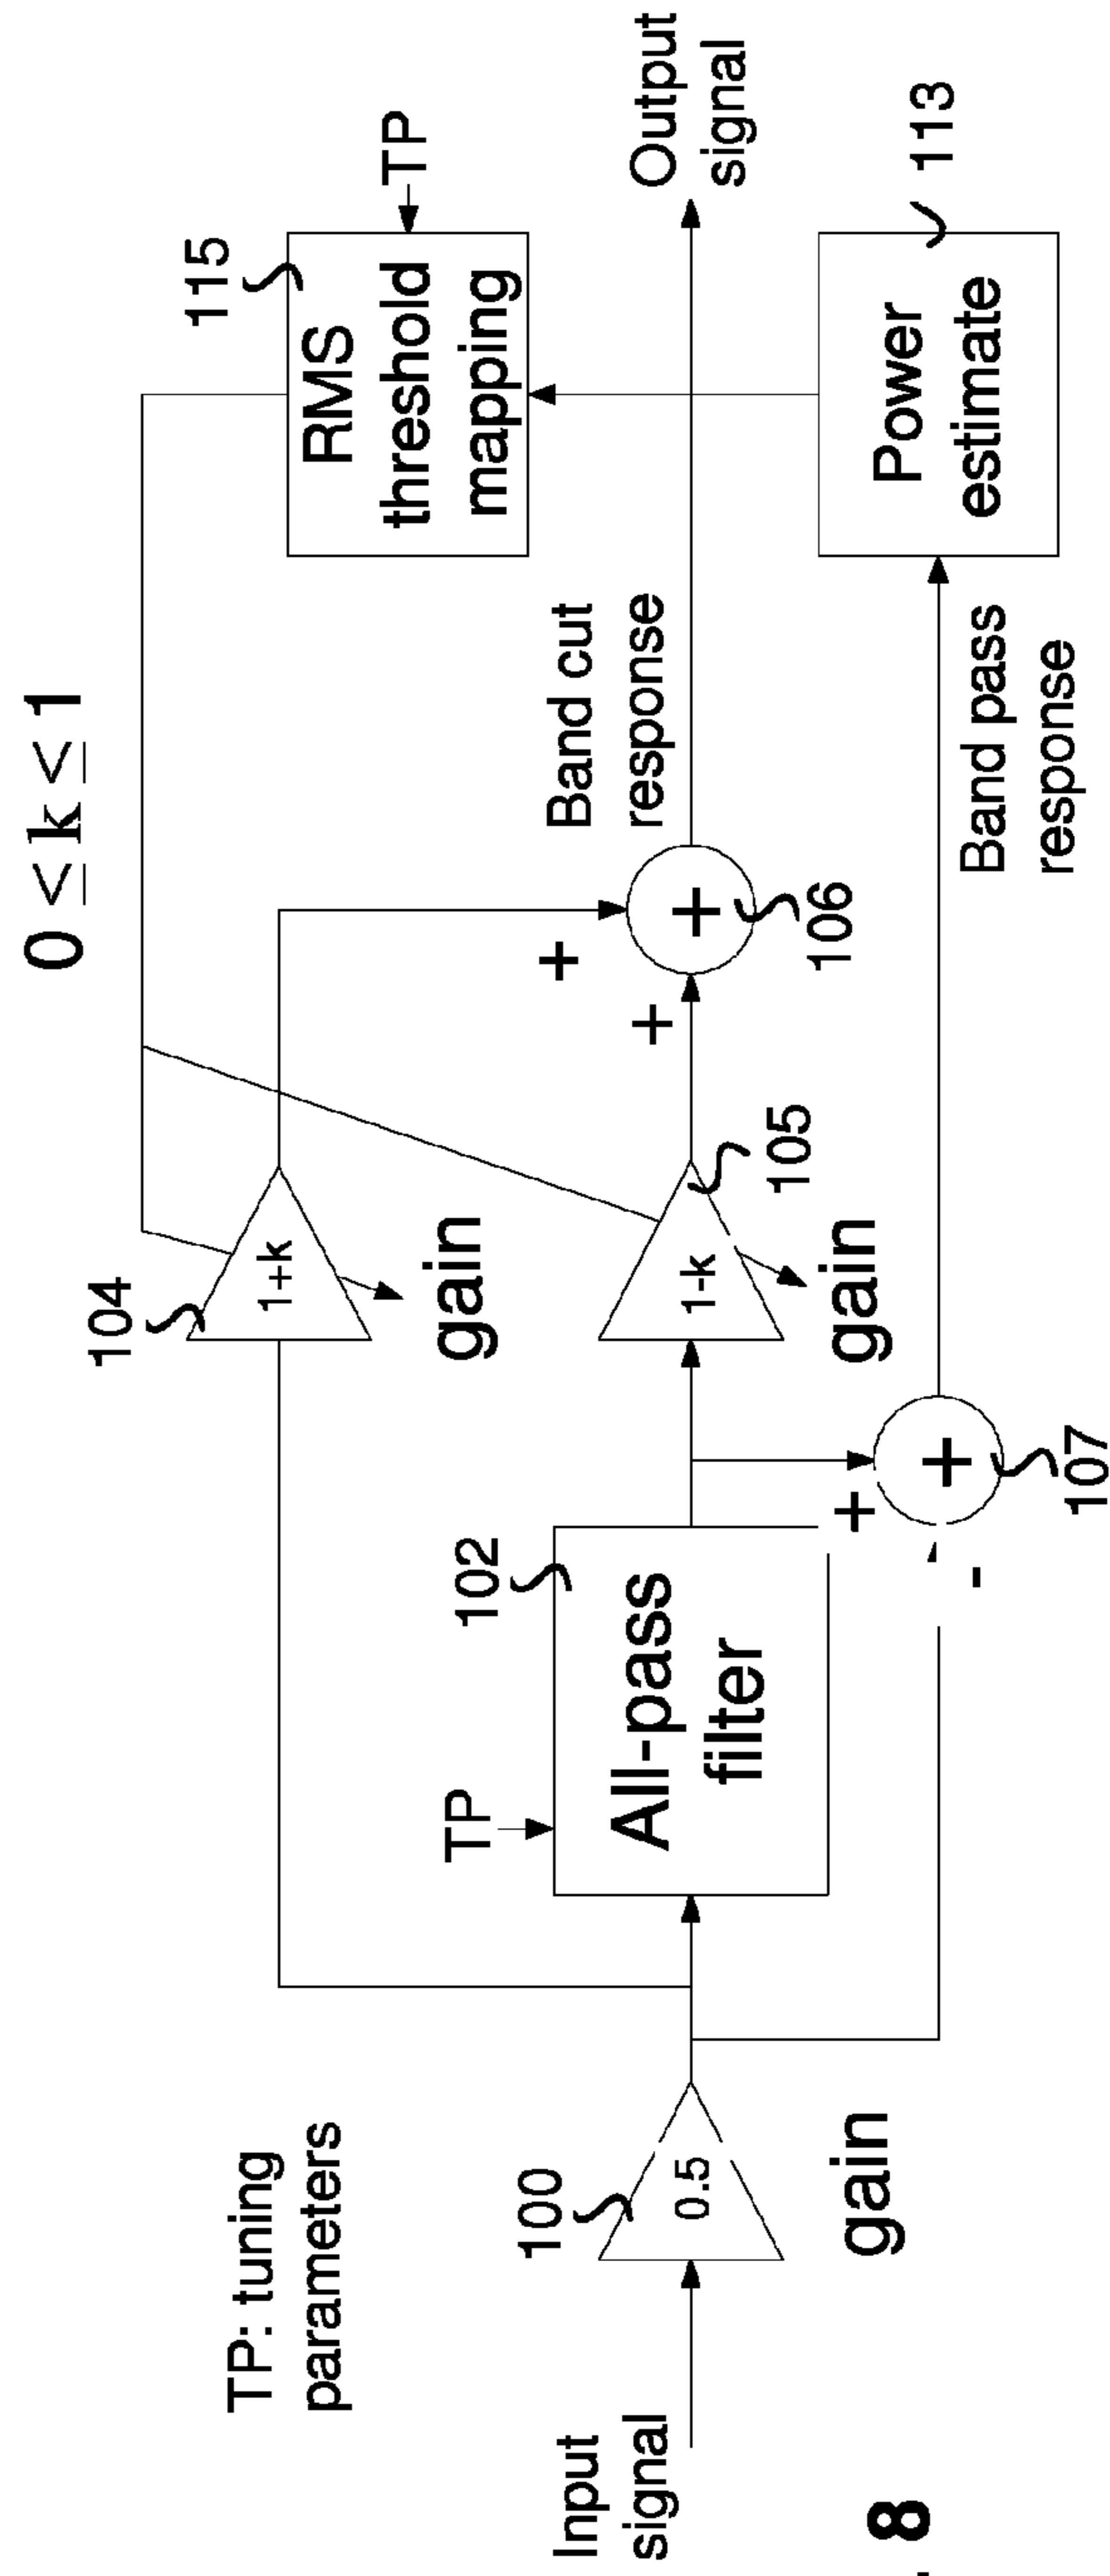 0 ≤ k ≤ 1
TP: tuning
parameters
Input
signal
100
0.5
gain
TP
102
All-pass
filter
104
1+k
gain
105
1-k
gain
+
-
+
107
+
+
+
106
Band cut
response
Band pass
response
115
RMS
threshold
mapping
TP
Output
signal
Power
estimate
113
8